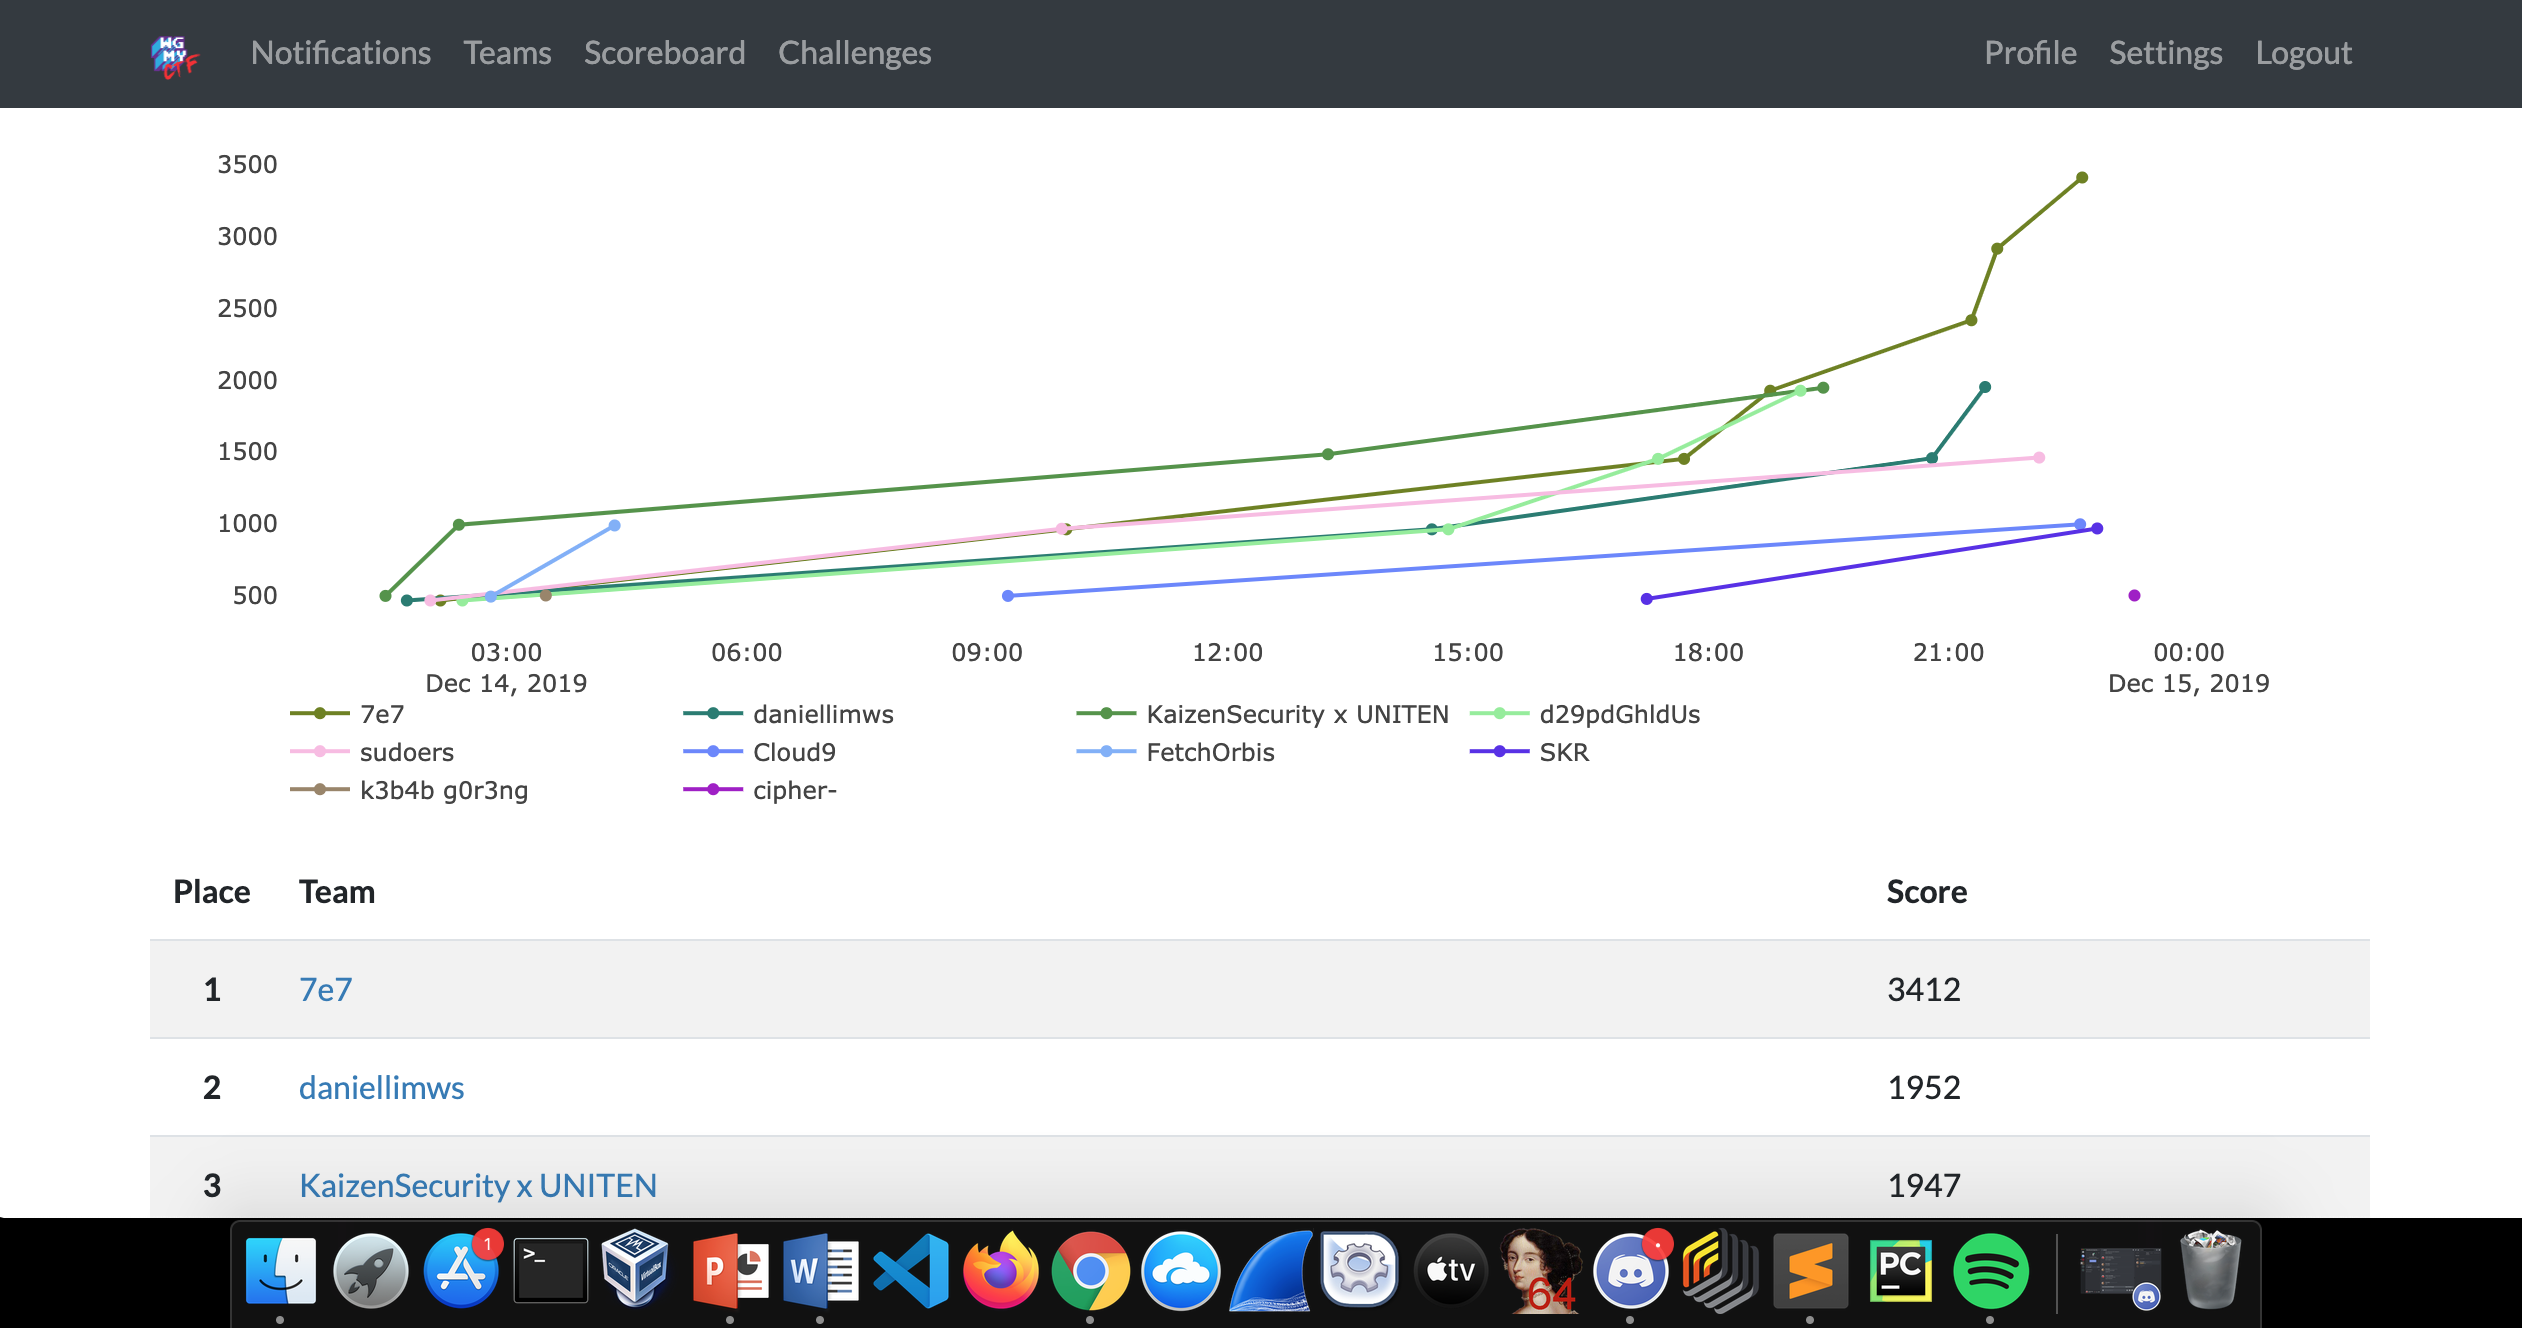 WG
MY
CTF
Notifications Teams Scoreboard Challenges Profile Settings Logout
3500
3000
2500
2000
1500
1000
500
03:00 06:00 09:00 12:00 15:00 18:00 21:00 00:00
Dec 14, 2019 Dec 15, 2019
7e7 daniellimws KaizenSecurity x UNITEN d29pdGhldUs
sudoers Cloud9 FetchOrbis SKR
k3b4b g0r3ng cipher-
Place Team Score
1 7e7 3412
2 daniellimws 1952
3 KaizenSecurity x UNITEN 1947
1 >_ P W tv 64 PC